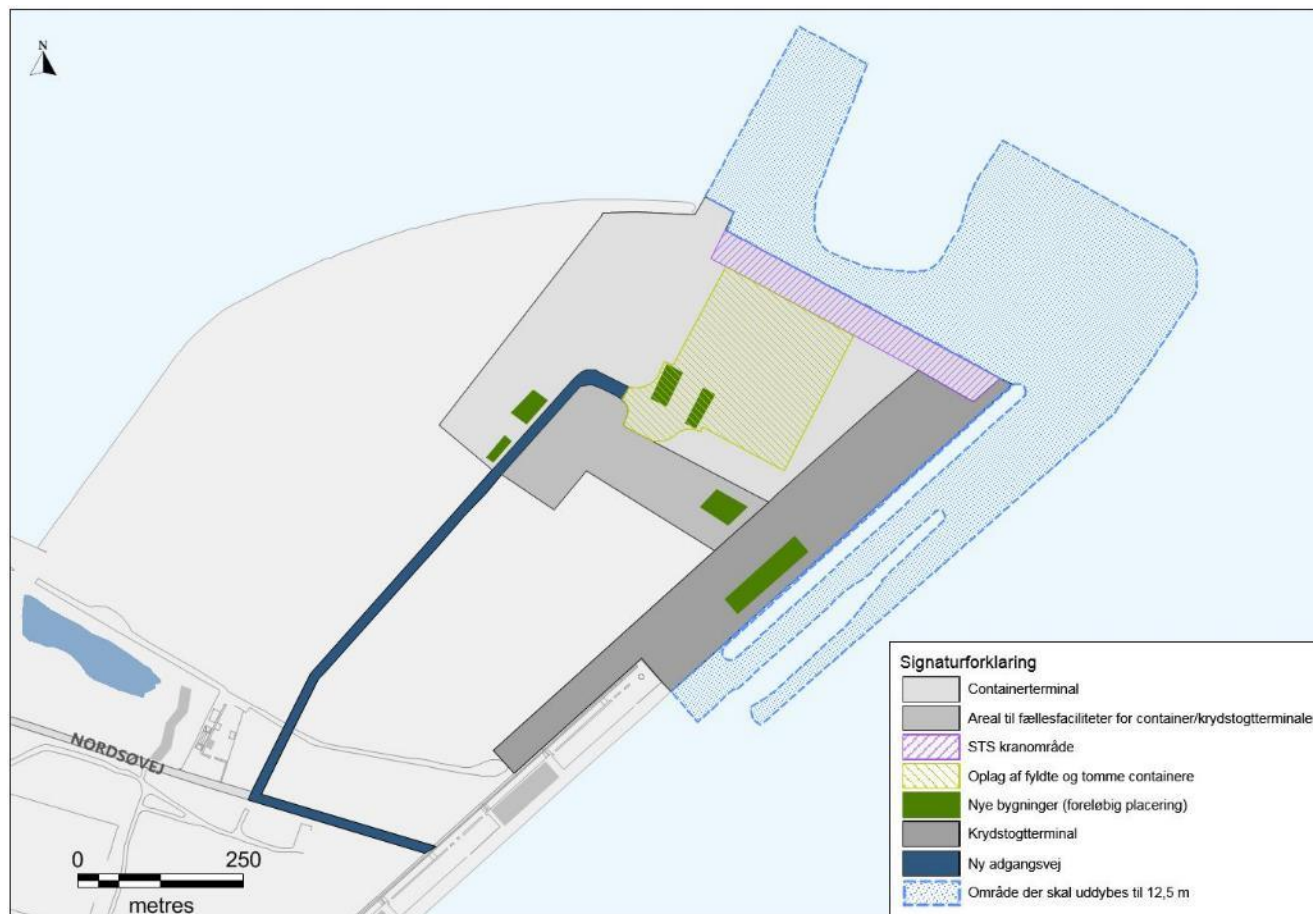 N
NORDSØVEJ
0 250
metres
Signaturforklaring
Containerterminal
Areal til fællesfaciliteter for container/krydstogtterminale
STS kranområde
Oplag af fyldte og tomme containere
Nye bygninger (foreløbig placering)
Krydstogtterminal
Ny adgangsvej
Område der skal uddybes til 12,5 m